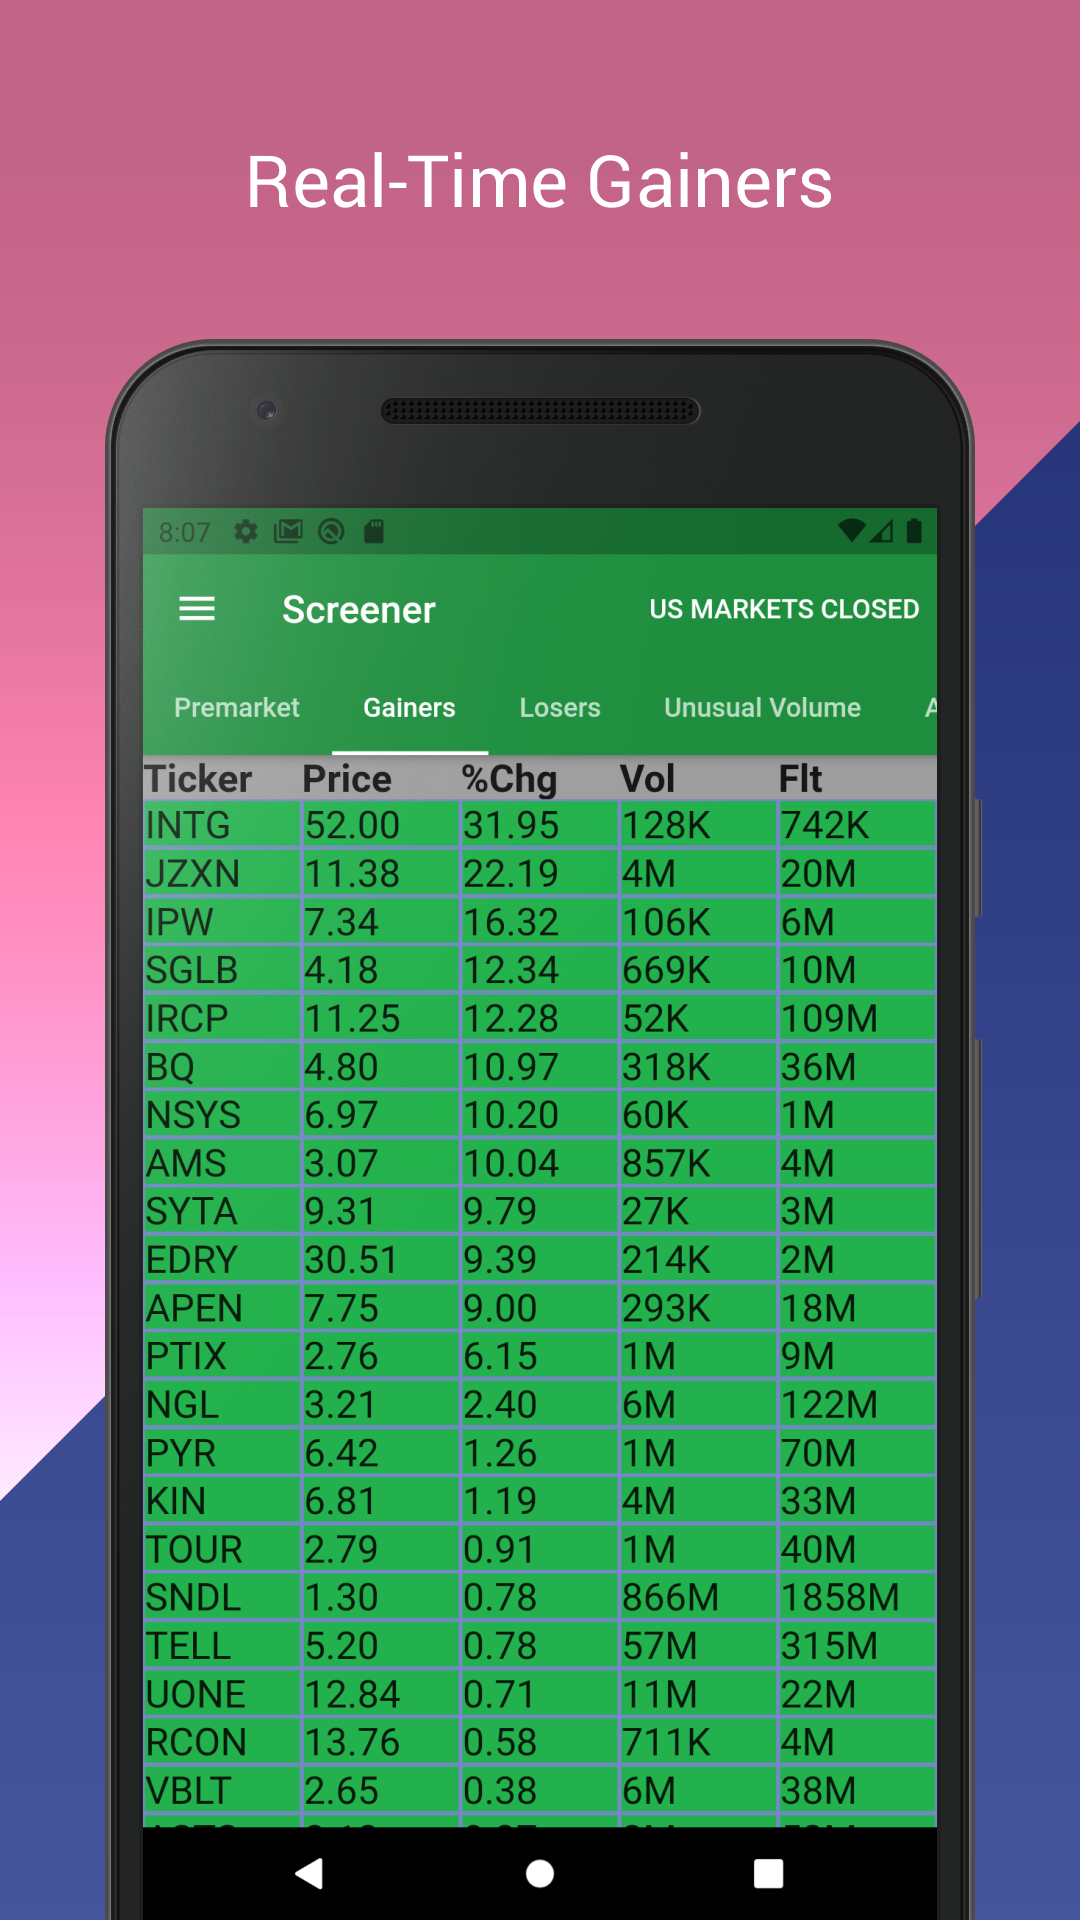 Real-Time Gainers
8:07
Screener US MARKETS CLOSED
Premarket Gainers Losers Unusual Volume A
Ticker Price %Chg Vol Flt
INTG 52.00 31.95 128K 742K
JZXN 11.38 22.19 4M 20M
IPW 7.34 16.32 106K 6M
SGLB 4.18 12.34 669K 10M
IRCP 11.25 12.28 52K 109M
BQ 4.80 10.97 318K 36M
NSYS 6.97 10.20 60K 1M
AMS 3.07 10.04 857K 4M
SYTA 9.31 9.79 27K 3M
EDRY 30.51 9.39 214K 2M
APEN 7.75 9.00 293K 18M
PTIX 2.76 6.15 1M 9M
NGL 3.21 2.40 6M 122M
PYR 6.42 1.26 1M 70M
KIN 6.81 1.19 4M 33M
TOUR 2.79 0.91 1M 40M
SNDL 1.30 0.78 866M 1858M
TELL 5.20 0.78 57M 315M
UONE 12.84 0.71 11M 22M
RCON 13.76 0.58 711K 4M
VBLT 2.65 0.38 6M 38M